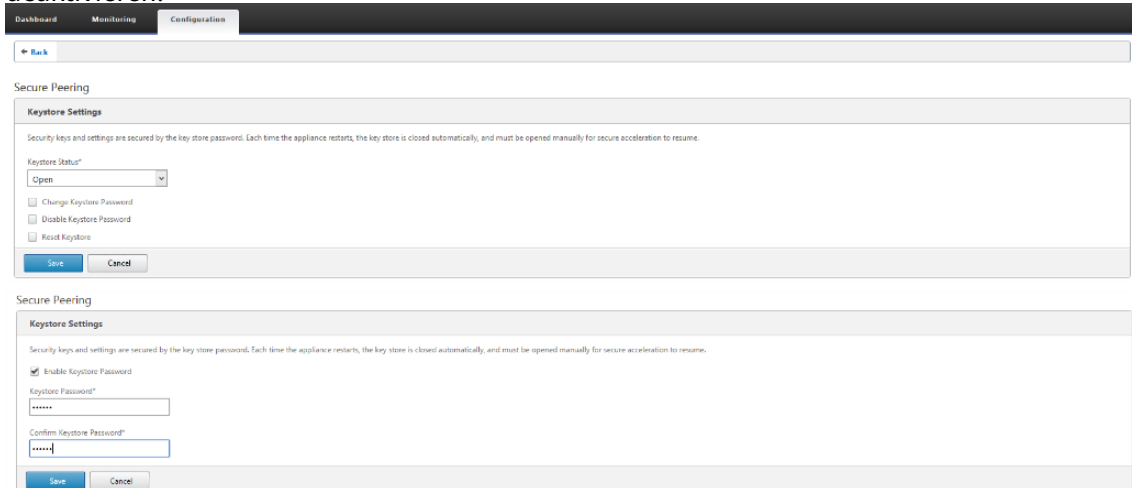 deaktivieren.
Dashboard Monitoring Configuration
Back
Secure Peering
Keystore Settings
Security keys and settings are secured by the key store password. Each time the appliance restarts, the key store is closed automatically, and must be opened manually for secure acceleration to resume.
Keystore Status*
Open
Change Keystore Password
Disable Keystore Password
Reset Keystore
Save Cancel
Secure Peering
Keystore Settings
Security keys and settings are secured by the key store password. Each time the appliance restarts, the key store is closed automatically, and must be opened manually for secure acceleration to resume.
Enable Keystore Password
Keystore Password*
••••••
Confirm Keystore Password*
••••••
Save Cancel